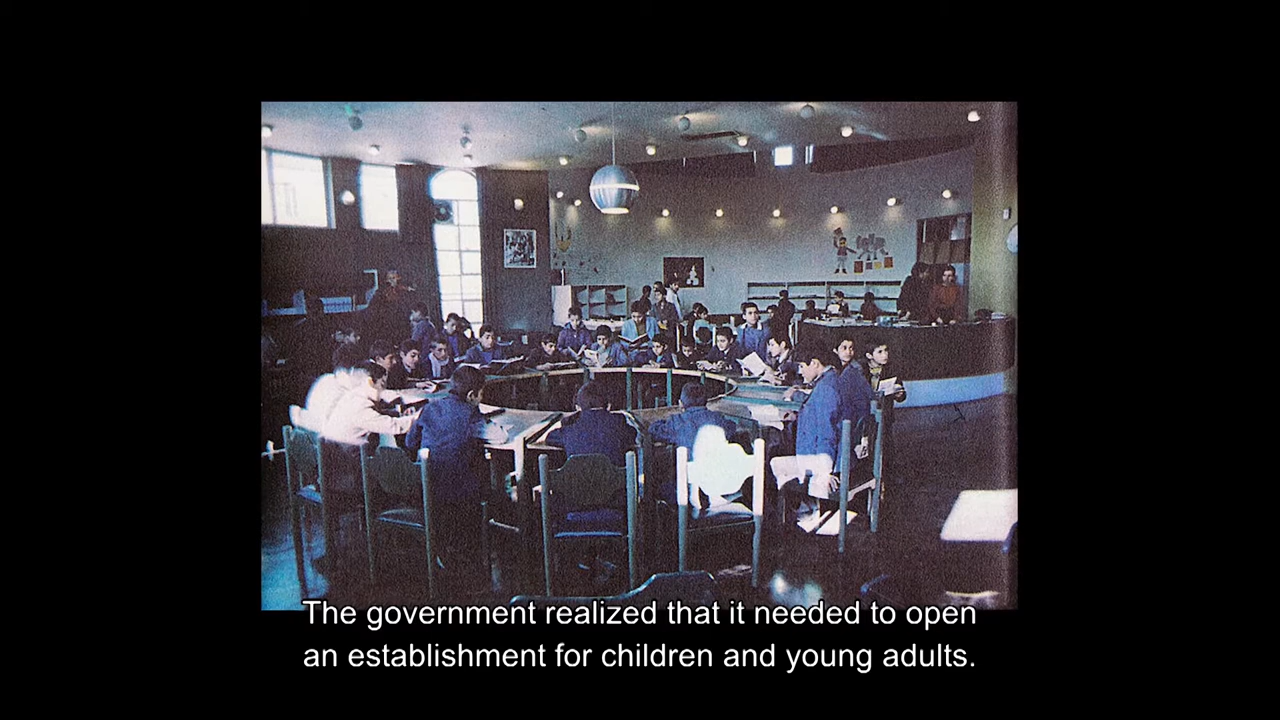 The government realized that it needed to open
an establishment for children and young adults.